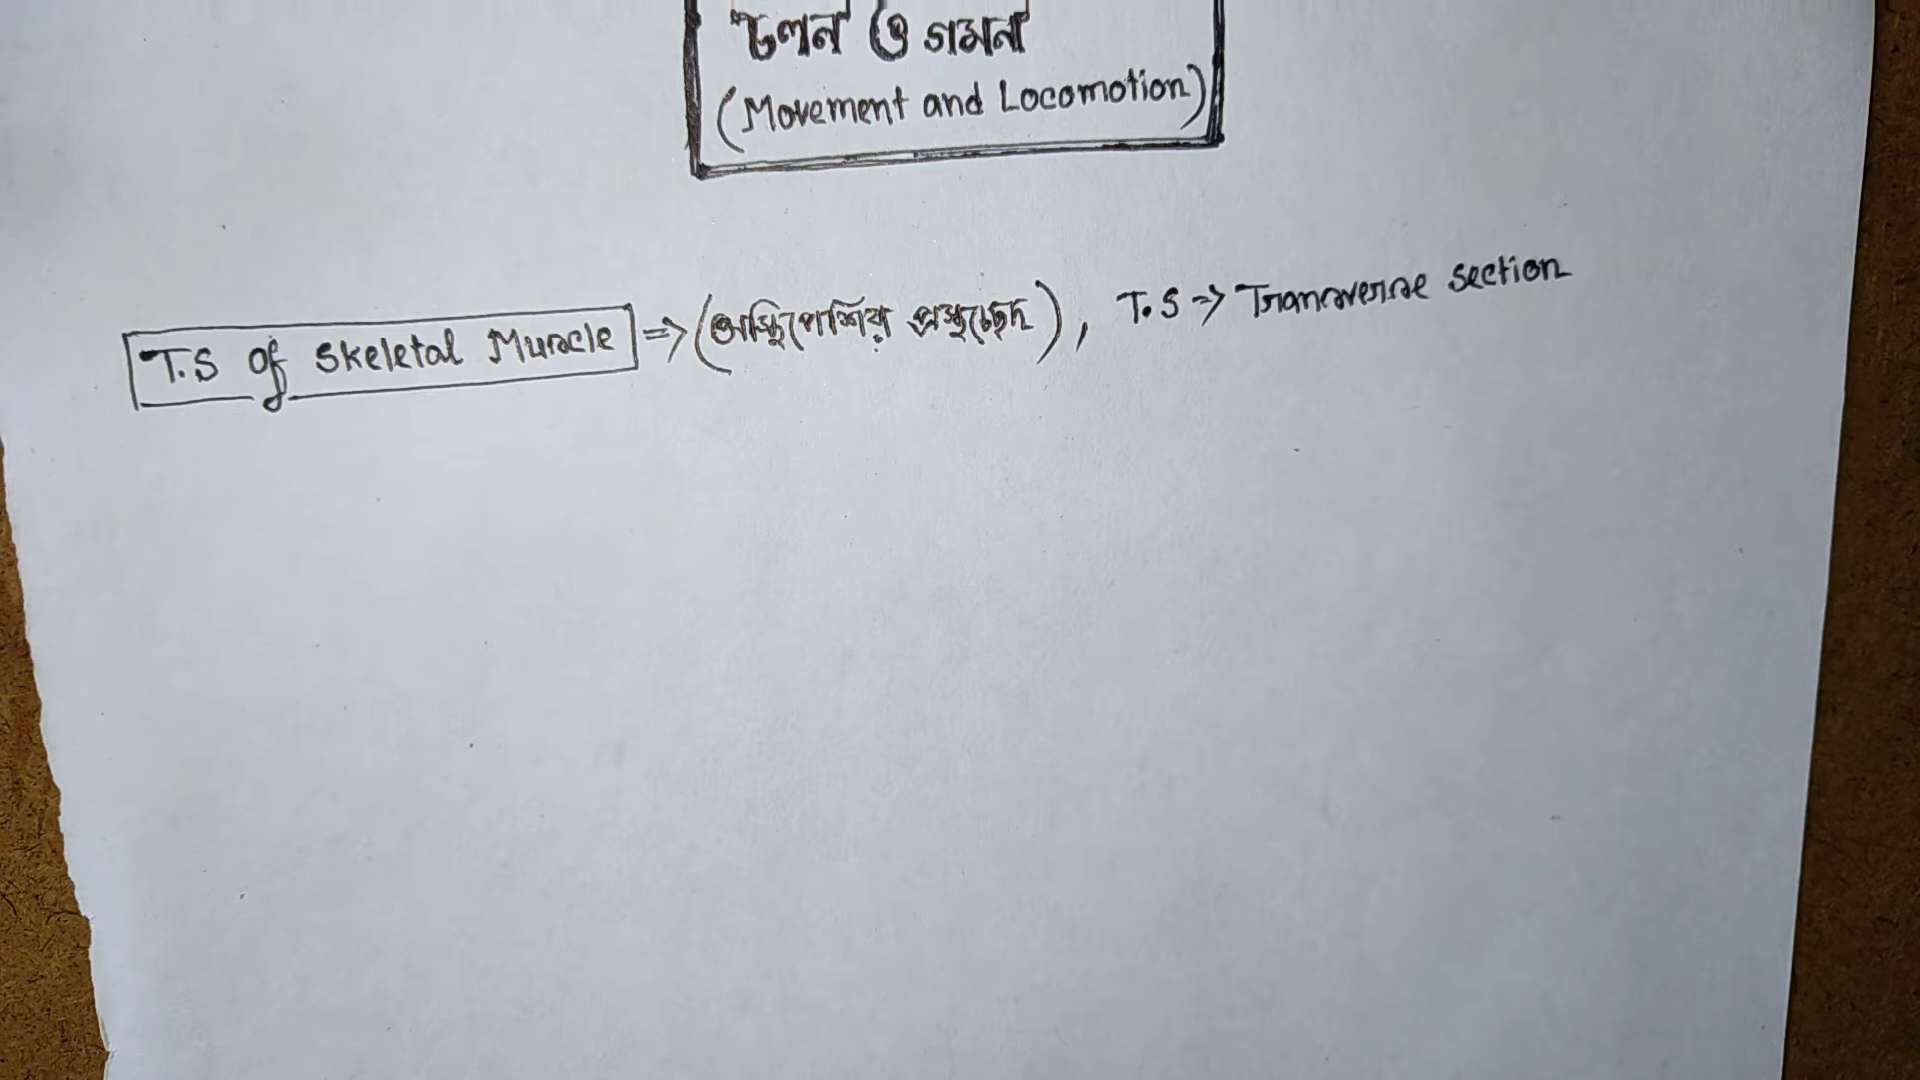 চলন ও গমন
(Movement and Locomotion)
T.S Of Skeletal Muscle => (অস্থিপেশির প্রস্থচ্ছেদ), T.S => Transverse Section